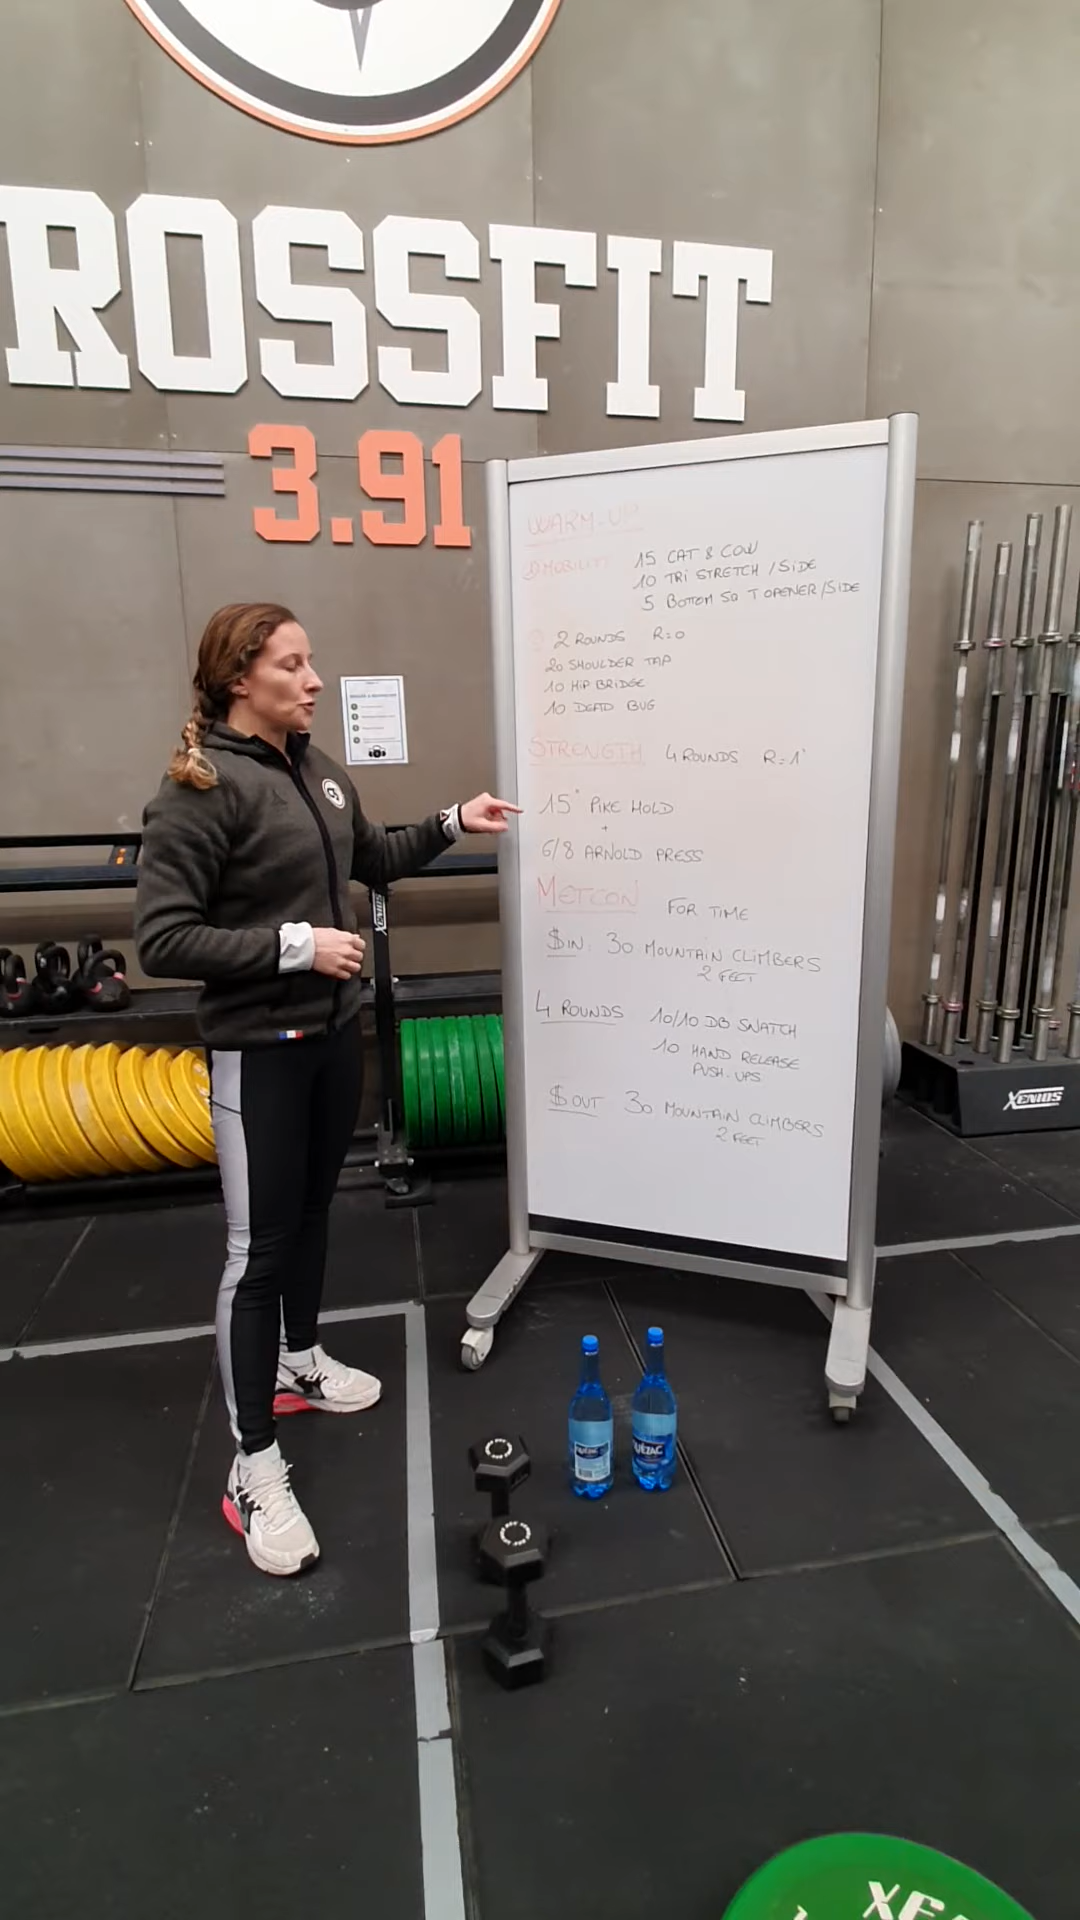 ROSSFIT
3.91
WARM-UP
1) MOBILITY 15 CAT & COW
10 TRI STRETCH /SIDE
5 BOTTOM SQ T OPENER/SIDE
2 ROUNDS R=0
20 SHOULDER TAP
10 HIP BRIDGE
10 DEAD BUG
STRENGTH 4 ROUNDS R=1'
15" PIKE HOLD
+
6/8 ARNOLD PRESS
METCON FOR TIME
$IN: 30 MOUNTAIN CLIMBERS
2 FEET
4 ROUNDS 10/10 DB SNATCH
10 HAND RELEASE
PUSH-UPS
$OUT 30 MOUNTAIN CLIMBERS
2 FEET
XENIOS
XENIOS
QUÉZAC